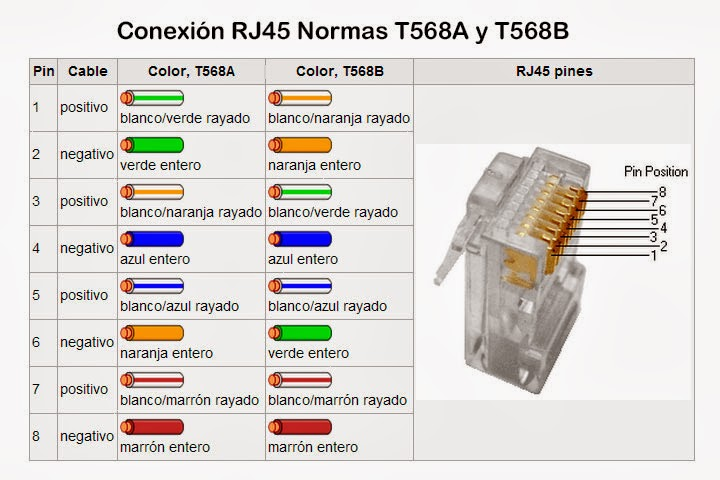 Conexión RJ45 Normas T568A y T568B
Pin Cable Color, T568A Color, T568B RJ45 pines
1 positivo blanco/verde rayado blanco/naranja rayado
2 negativo verde entero naranja entero
3 positivo blanco/naranja rayado blanco/verde rayado
4 negativo azul entero azul entero
5 positivo blanco/azul rayado blanco/azul rayado
6 negativo naranja entero verde entero
7 positivo blanco/marrón rayado blanco/marrón rayado
8 negativo marrón entero marrón entero
Pin Position
8
7
6
5
4
3
2
1